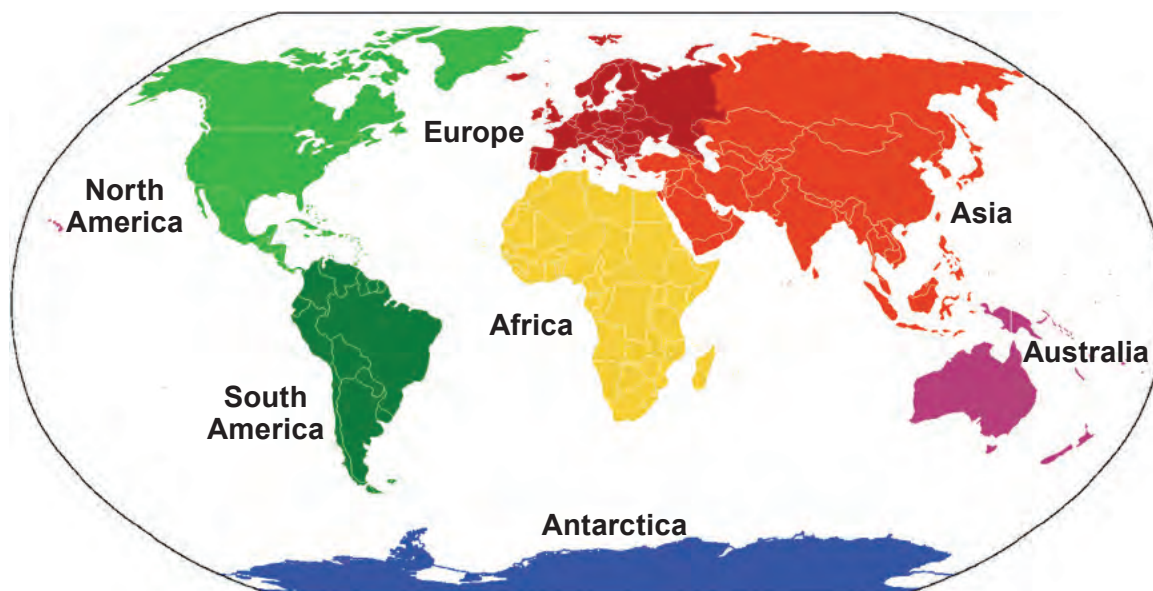 Europe
North
America
Asia
Africa
Australia
South
America
Antarctica